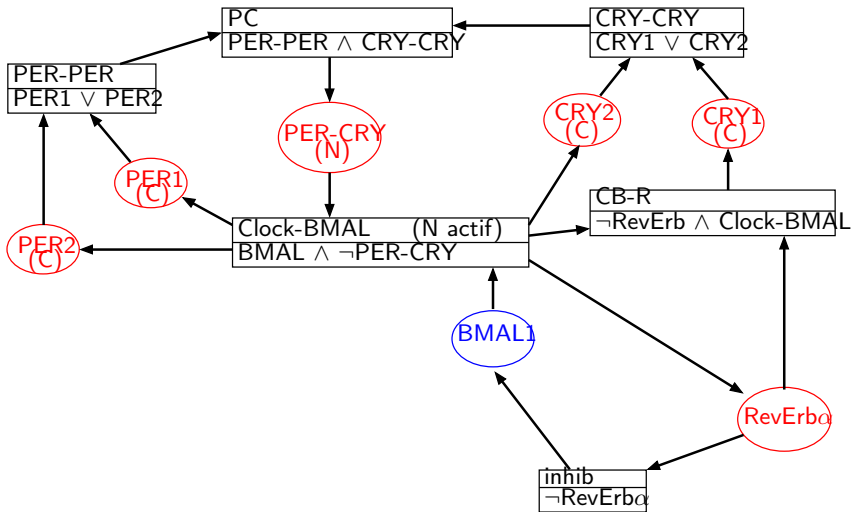 PC
PER-PER ∧ CRY-CRY
CRY-CRY
CRY1 ∨ CRY2
PER-PER
PER1 ∨ PER2
PER-CRY
(N)
CRY2
(C)
CRY1
(C)
PER1
(C)
PER2
(C)
CB-R
¬RevErb ∧ Clock-BMAL
Clock-BMAL (N actif)
BMAL ∧ ¬PER-CRY
BMAL1
RevErbα
inhib
¬RevErbα